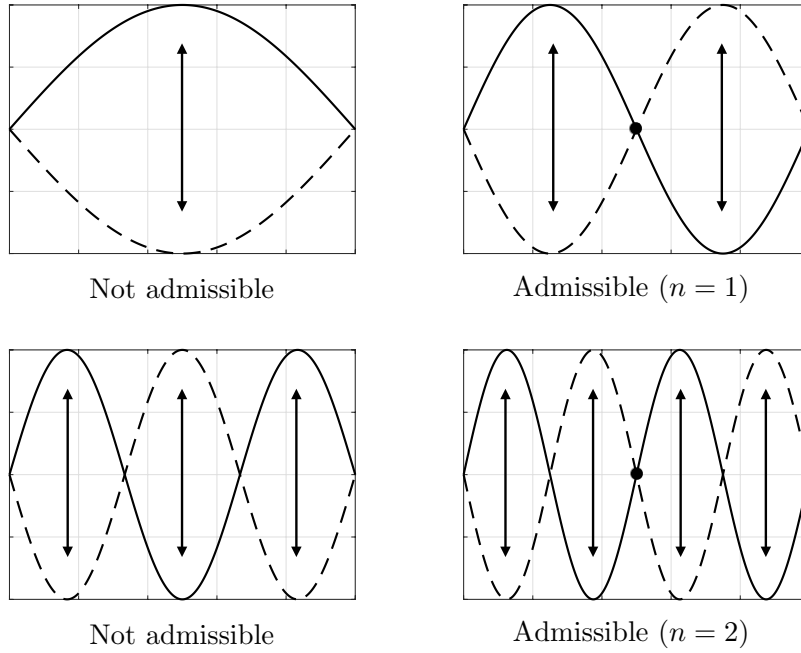 Not admissible
Admissible (n = 1)
Not admissible
Admissible (n = 2)